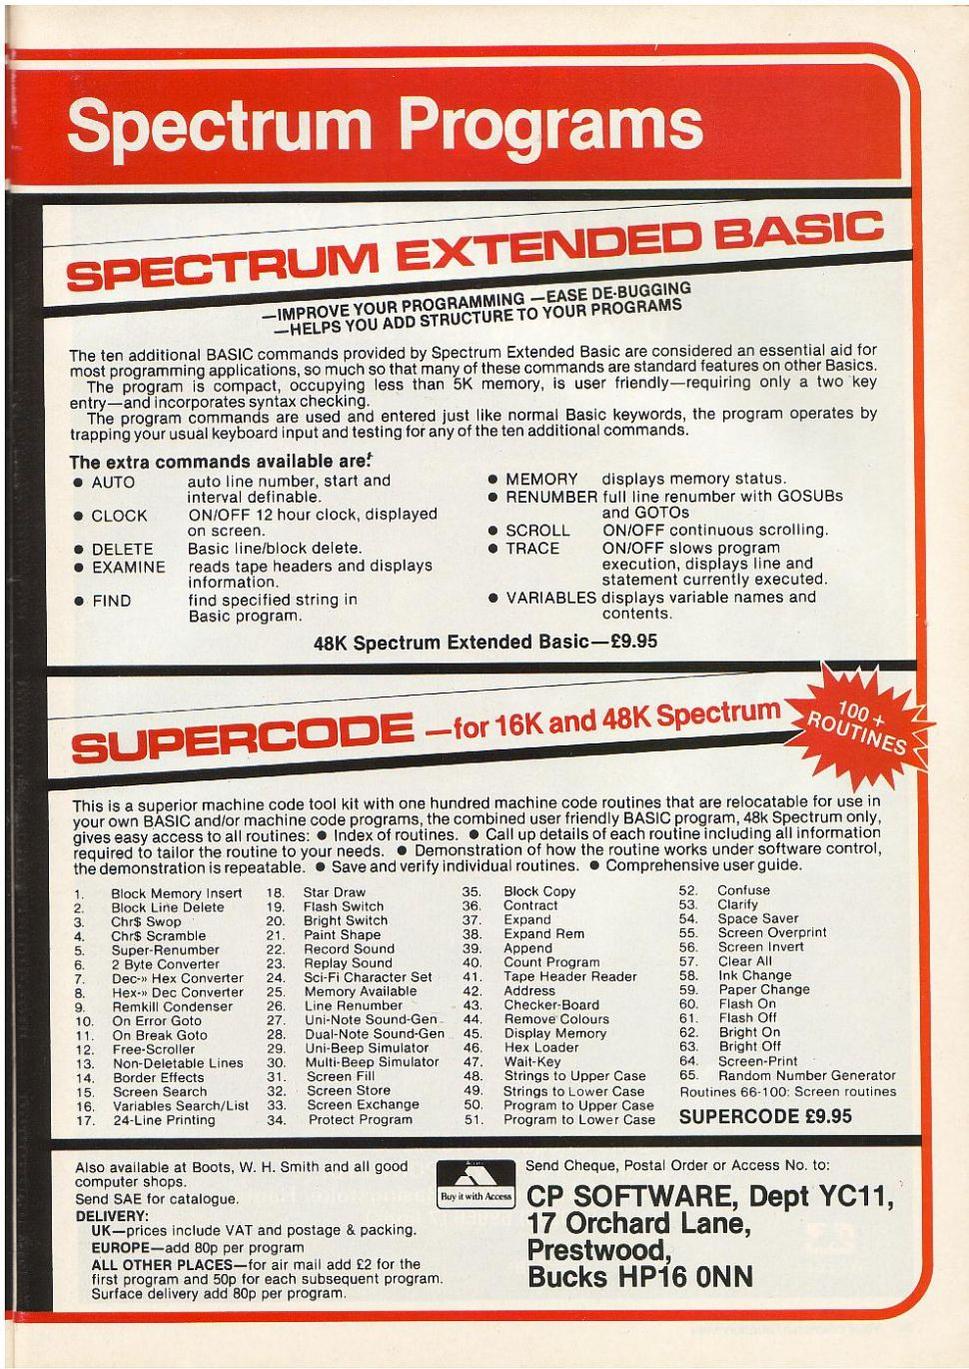 Spectrum Programs
SPECTRUM EXTENDED BASIC
—IMPROVE YOUR PROGRAMMING —EASE DE-BUGGING
—HELPS YOU ADD STRUCTURE TO YOUR PROGRAMS
The ten additional BASIC commands provided by Spectrum Extended Basic are considered an essential aid for
most programming applications, so much so that many of these commands are standard features on other Basics.
The program is compact, occupying less than 5K memory, is user friendly—requiring only a two key
entry—and incorporates syntax checking.
The program commands are used and entered just like normal Basic keywords, the program operates by
trapping your usual keyboard input and testing for any of the ten additional commands.
The extra commands available are:
● AUTO auto line number, start and
interval definable.
● CLOCK ON/OFF 12 hour clock, displayed
on screen.
● DELETE Basic line/block delete.
● EXAMINE reads tape headers and displays
information.
● FIND find specified string in
Basic program.
● MEMORY displays memory status.
● RENUMBER full line renumber with GOSUBs
and GOTOs
● SCROLL ON/OFF continuous scrolling.
● TRACE ON/OFF slows program
execution, displays line and
statement currently executed.
● VARIABLES displays variable names and
contents.
48K Spectrum Extended Basic—£9.95
SUPERCODE —for 16K and 48K Spectrum
100+
ROUTINES
This is a superior machine code tool kit with one hundred machine code routines that are relocatable for use in
your own BASIC and/or machine code programs, the combined user friendly BASIC program, 48k Spectrum only,
gives easy access to all routines: ● Index of routines. ● Call up details of each routine including all information
required to tailor the routine to your needs. ● Demonstration of how the routine works under software control,
the demonstration is repeatable. ● Save and verify individual routines. ● Comprehensive user guide.
1. Block Memory Insert
2. Block Line Delete
3. Chr$ Swop
4. Chr$ Scramble
5. Super-Renumber
6. 2 Byte Converter
7. Dec-» Hex Converter
8. Hex-» Dec Converter
9. Remkill Condenser
10. On Error Goto
11. On Break Goto
12. Free-Scroller
13. Non-Deletable Lines
14. Border Effects
15. Screen Search
16. Variables Search/List
17. 24-Line Printing
18. Star Draw
19. Flash Switch
20. Bright Switch
21. Paint Shape
22. Record Sound
23. Replay Sound
24. Sci-Fi Character Set
25. Memory Available
26. Line Renumber
27. Uni-Note Sound-Gen
28. Dual-Note Sound-Gen
29. Uni-Beep Simulator
30. Multi-Beep Simulator
31. Screen Fill
32. Screen Store
33. Screen Exchange
34. Protect Program
35. Block Copy
36. Contract
37. Expand
38. Expand Rem
39. Append
40. Count Program
41. Tape Header Reader
42. Address
43. Checker-Board
44. Remove Colours
45. Display Memory
46. Hex Loader
47. Wait-Key
48. Strings to Upper Case
49. Strings to Lower Case
50. Program to Upper Case
51. Program to Lower Case
52. Confuse
53. Clarify
54. Space Saver
55. Screen Overprint
56. Screen Invert
57. Clear All
58. Ink Change
59. Paper Change
60. Flash On
61. Flash Off
62. Bright On
63. Bright Off
64. Screen-Print
65. Random Number Generator
Routines 66-100: Screen routines
SUPERCODE £9.95
Also available at Boots, W. H. Smith and all good
computer shops.
Send SAE for catalogue.
DELIVERY:
UK—prices include VAT and postage & packing.
EUROPE—add 80p per program
ALL OTHER PLACES—for air mail add £2 for the
first program and 50p for each subsequent program.
Surface delivery add 80p per program.
Buy it with Access
Send Cheque, Postal Order or Access No. to:
CP SOFTWARE, Dept YC11,
17 Orchard Lane,
Prestwood,
Bucks HP16 0NN